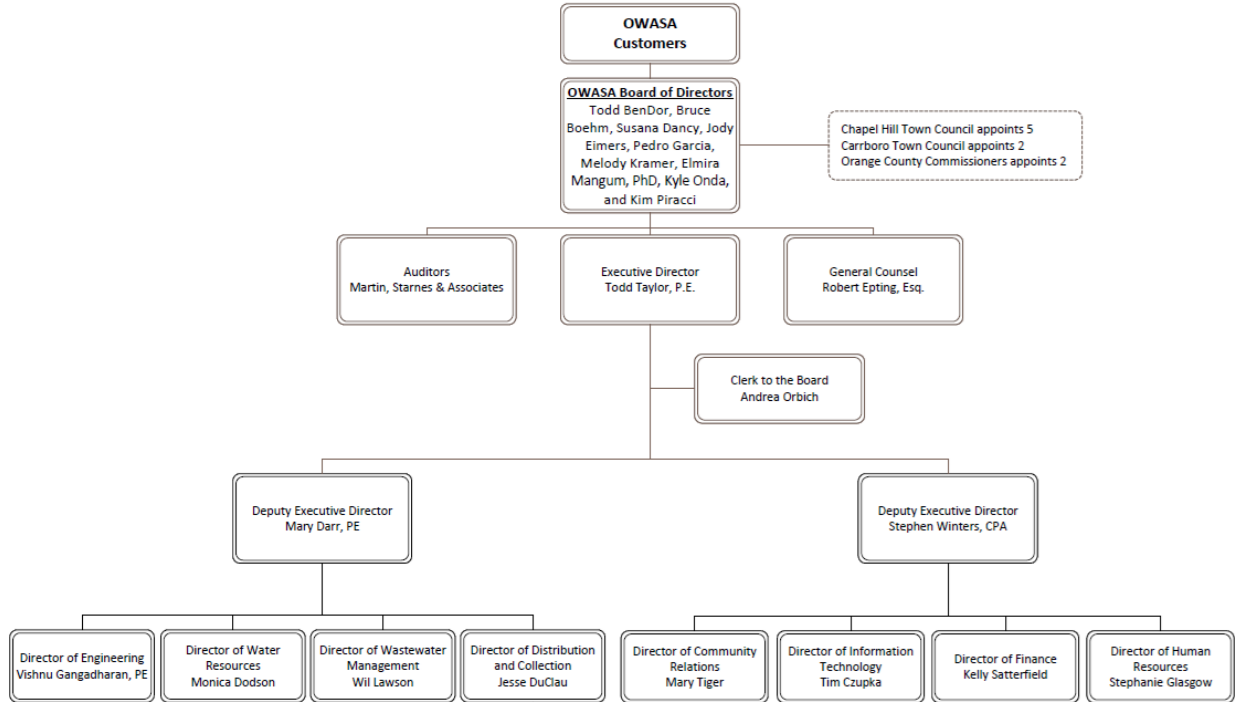 OWASA
Customers
OWASA Board of Directors
Todd BenDor, Bruce
Boehm, Susana Dancy, Jody
Eimers, Pedro Garcia,
Melody Kramer, Elmira
Mangum, PhD, Kyle Onda,
and Kim Piracci
Chapel Hill Town Council appoints 5
Carrboro Town Council appoints 2
Orange County Commissioners appoints 2
Auditors
Martin, Starnes & Associates
Executive Director
Todd Taylor, P.E.
General Counsel
Robert Epting, Esq.
Clerk to the Board
Andrea Orbich
Deputy Executive Director
Mary Darr, PE
Deputy Executive Director
Stephen Winters, CPA
Director of Engineering
Vishnu Gangadharan, PE
Director of Water
Resources
Monica Dodson
Director of Wastewater
Management
Wil Lawson
Director of Distribution
and Collection
Jesse DuClau
Director of Community
Relations
Mary Tiger
Director of Information
Technology
Tim Czupka
Director of Finance
Kelly Satterfield
Director of Human
Resources
Stephanie Glasgow